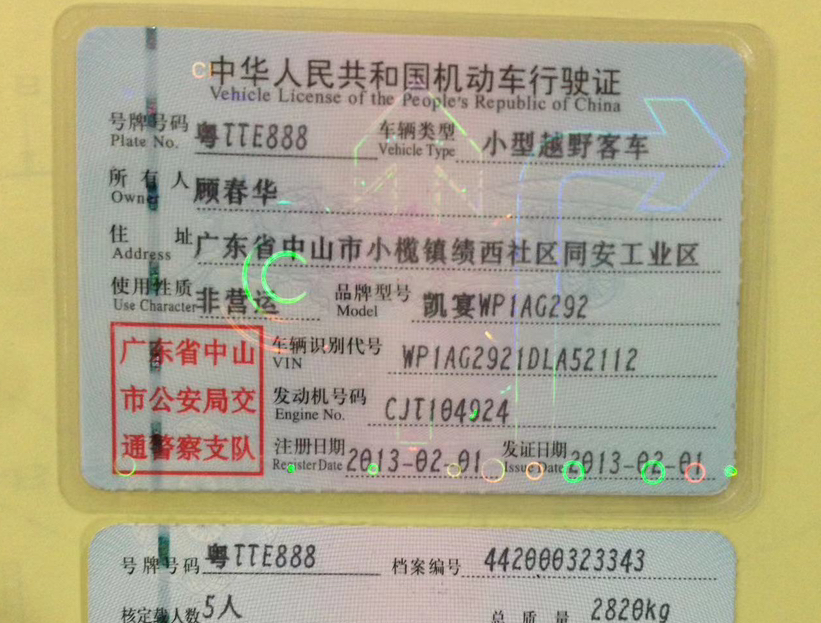 中华人民共和国机动车行驶证
Vehicle License of the People's Republic of China
号牌号码 粤TTE888 车辆类型 小型越野客车
Plate No. Vehicle Type
所有人 顾春华
Owner
住址 广东省中山市小榄镇绩西社区同安工业区
Address
使用性质 非营运 品牌型号 凯宴WP1AG292
Use Character Model
广东省中山
市公安局交
通警察支队
车辆识别代号 WP1AG2921DLA52112
VIN
发动机号码 CJT104924
Engine No.
注册日期 2013-02-01 发证日期 2013-02-01
Register Date Issue Date
号牌号码 粤TTE888 档案编号 442000323343
核定载人数 5人 总质量 2820kg